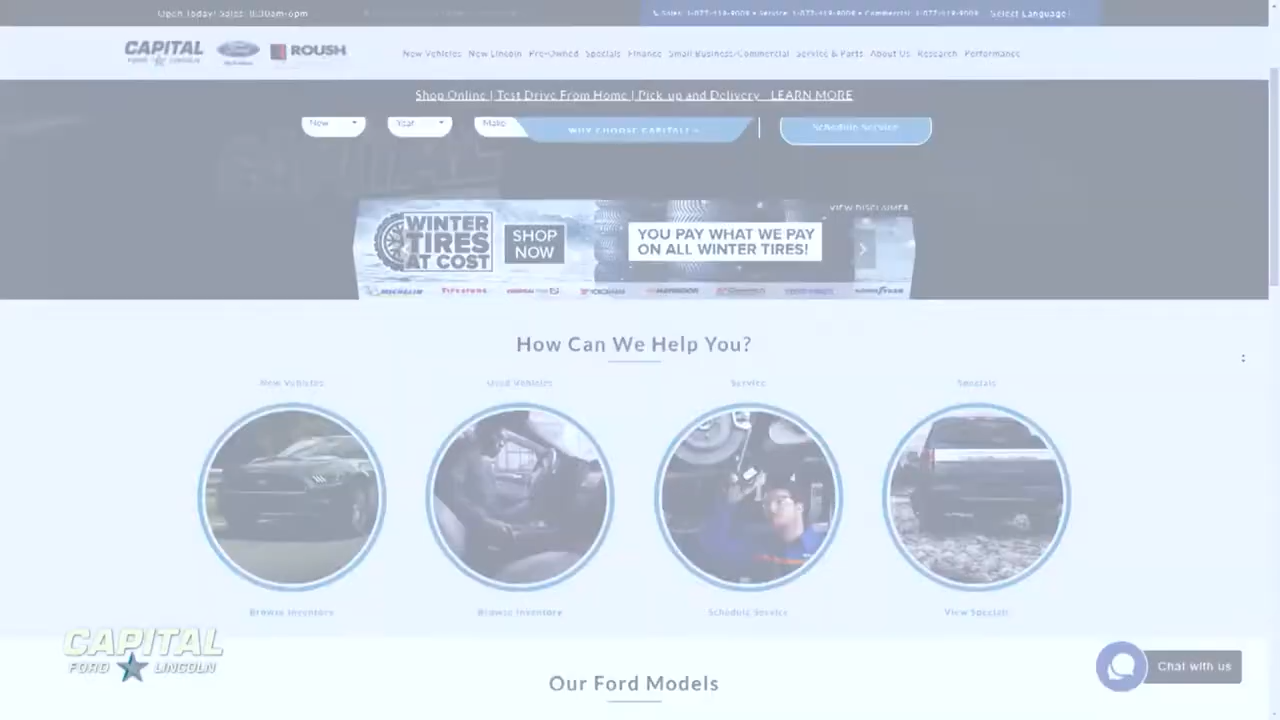 Open Today! Sales: 8:30am-6pm
Select Language
CAPITAL
FORD LINCOLN
Ford
ROUSH
New Vehicles New Lincoln Pre-Owned Specials Finance Small Business/Commercial Service & Parts About Us Research Performance
Shop Online | Test Drive From Home | Pick-up and Delivery LEARN MORE
New Year Make
WHY CHOOSE CAPITAL?
Schedule Service
VIEW DISCLAIMER
WINTER
TIRES
AT COST
SHOP
NOW
YOU PAY WHAT WE PAY
ON ALL WINTER TIRES!
MICHELIN Firestone YOKOHAMA HANKOOK GOODYEAR
How Can We Help You?
New Vehicles Used Vehicles Service Specials
Browse Inventory Browse Inventory Schedule Service View Specials
CAPITAL
FORD LINCOLN
Chat with us
Our Ford Models